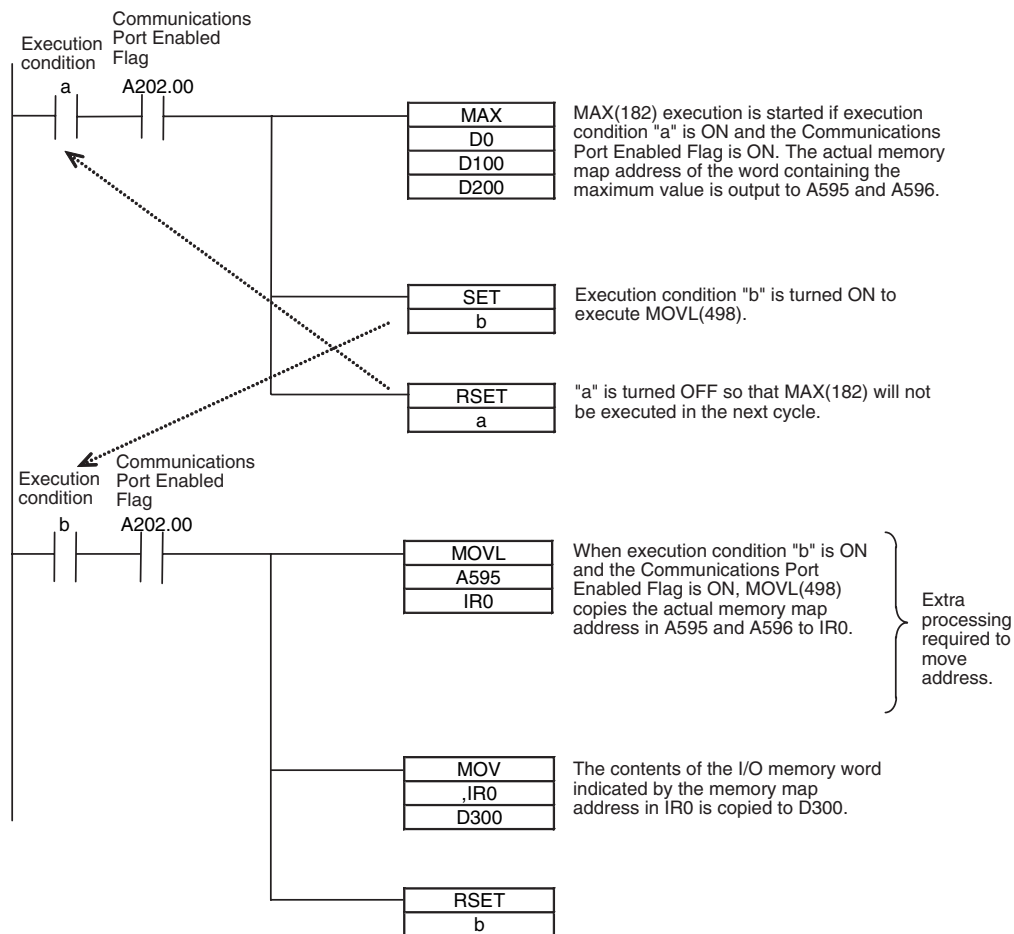 Communications
Port Enabled
Flag
Execution
condition
a
A202.00
MAX
D0
D100
D200
MAX(182) execution is started if execution
condition "a" is ON and the Communications
Port Enabled Flag is ON. The actual memory
map address of the word containing the
maximum value is output to A595 and A596.
SET
b
Execution condition "b" is turned ON to
execute MOVL(498).
RSET
a
"a" is turned OFF so that MAX(182) will not
be executed in the next cycle.
Communications
Port Enabled
Flag
Execution
condition
b
A202.00
MOVL
A595
IR0
When execution condition "b" is ON
and the Communications Port
Enabled Flag is ON, MOVL(498)
copies the actual memory map
address in A595 and A596 to IR0.
Extra
processing
required to
move
address.
MOV
,IR0
D300
The contents of the I/O memory word
indicated by the memory map
address in IR0 is copied to D300.
RSET
b